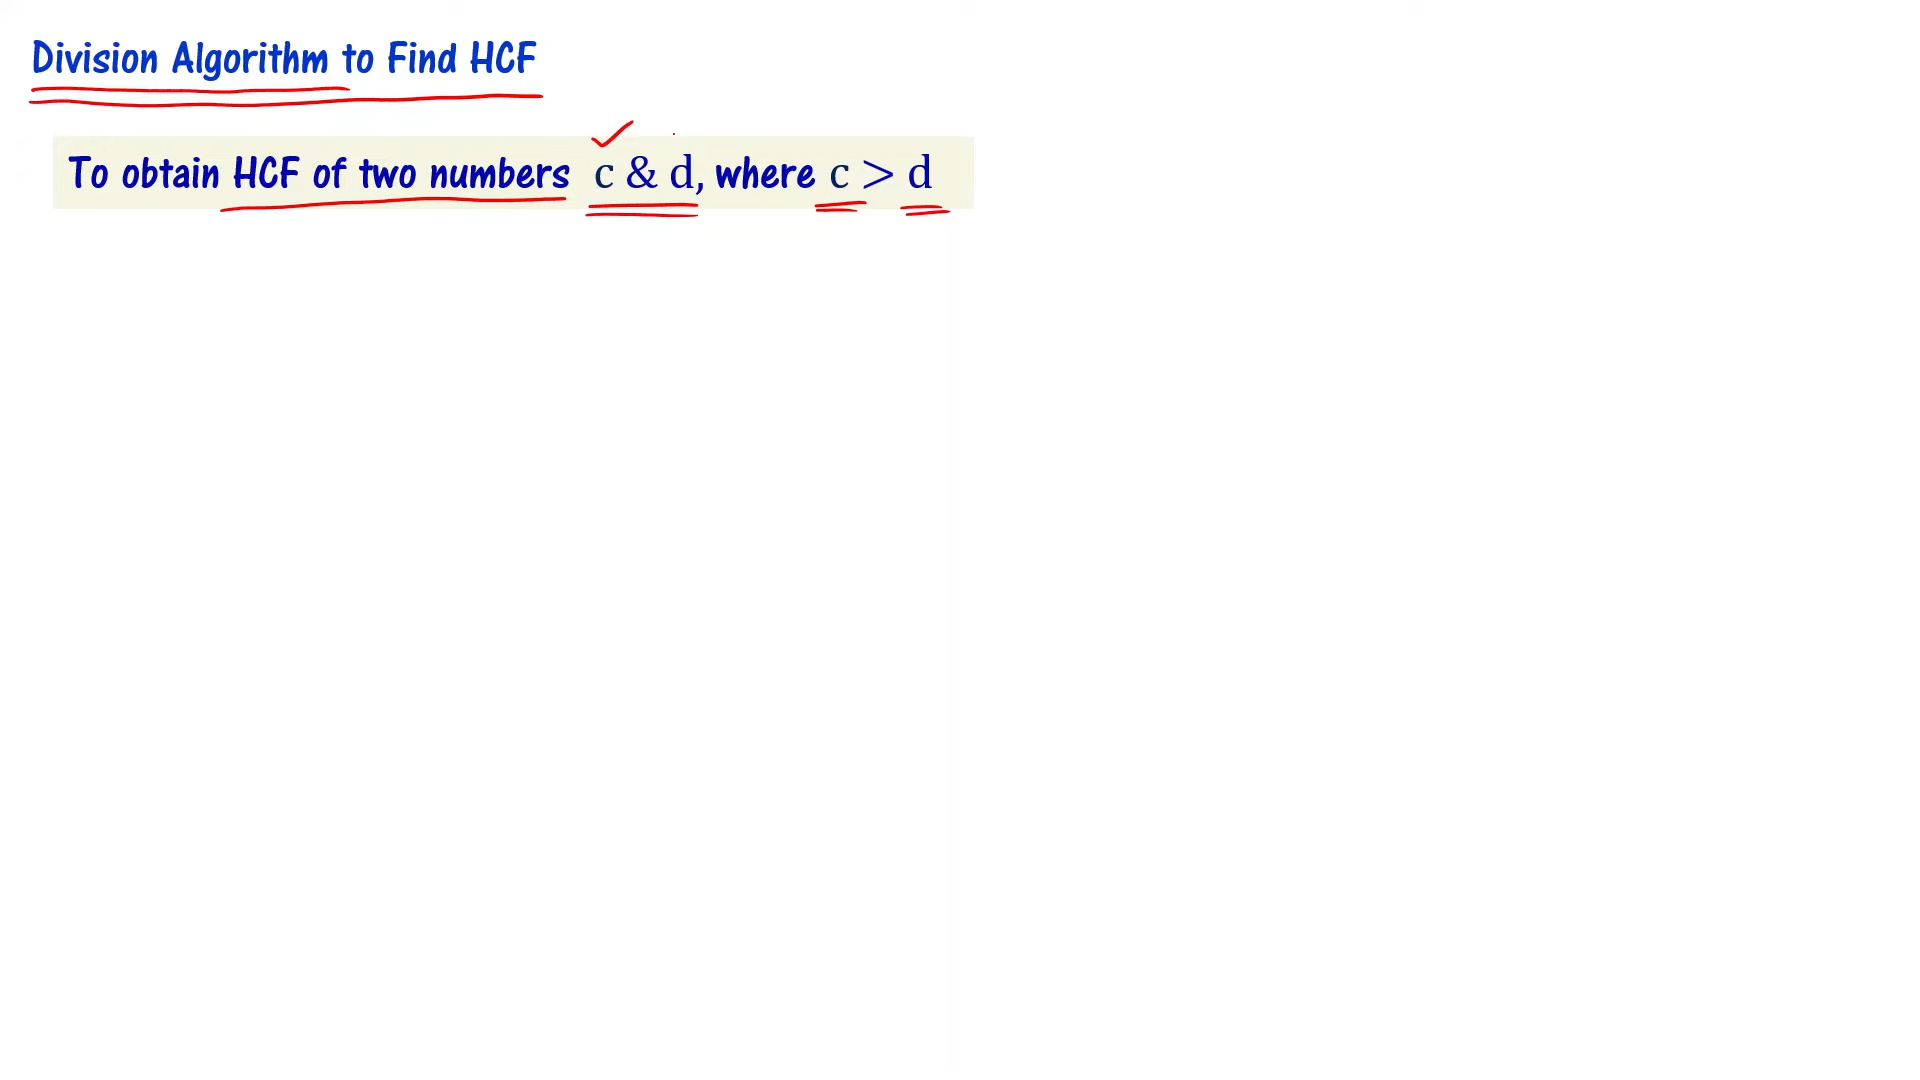 Division Algorithm to Find HCF
To obtain HCF of two numbers c & d, where c > d